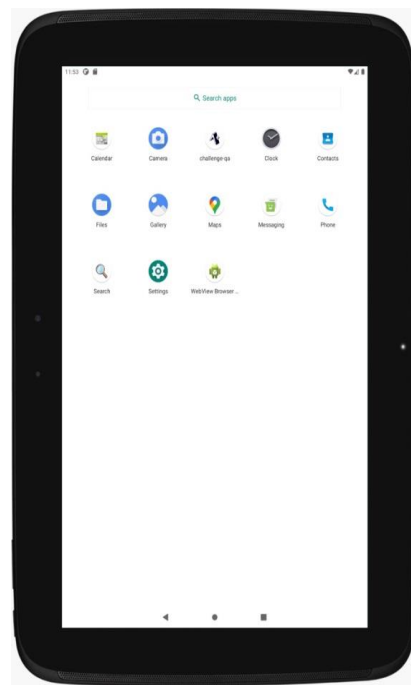 11:53
Search apps
Calendar
Camera
challenge-qa
Clock
Contacts
Files
Gallery
Maps
Messaging
Phone
Search
Settings
WebView Browser ..